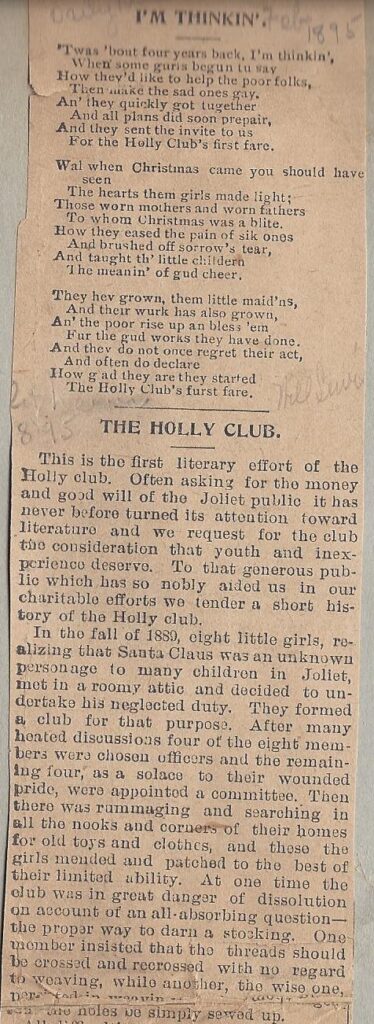 I'M THINKIN'.
Feb
1895
'Twas 'bout four years back, I'm thinkin',
When some gurls begun tu say
How they'd like to help the poor folks,
Then make the sad ones gay.
An' they quickly got tugether
And all plans did soon prepair,
And they sent the invite to us
For the Holly Club's first fare.
Wal when Christmas came you should have
seen
The hearts them girls made light;
Those worn mothers and worn fathers
To whom Christmas was a blite.
How they eased the pain of sik ones
And brushed off sorrow's tear,
And taught th' little childern
The meanin' of gud cheer.
They hev grown, them little maid'ns,
And their wurk has also grown,
An' the poor rise up an bless 'em
Fur the gud works they have done.
And they do not once regret their act,
And often do declare
How g ad they are they started
The Holly Club's furst fare.
THE HOLLY CLUB.
This is the first literary effort of the
Holly club. Often asking for the money
and good will of the Joliet public it has
never before turned its attention toward
literature and we request for the club
the consideration that youth and inex-
perience deserve. To that generous pub-
lic which has so nobly aided us in our
charitable efforts we tender a short his-
tory of the Holly club.
In the fall of 1889, eight little girls, re-
alizing that Santa Claus was an unknown
personage to many children in Joliet,
met in a roomy attic and decided to un-
dertake his neglected duty. They formed
a club for that purpose. After many
heated discussions four of the eight mem-
bers were chosen officers and the remain-
ing four, as a solace to their wounded
pride, were appointed a committee. Then
there was rummaging and searching in
all the nooks and corners of their homes
for old toys and clothes, and these the
girls mended and patched to the best of
their limited ability. At one time the
club was in great danger of dissolution
on account of an all-absorbing question—
the proper way to darn a stocking. One
member insisted that the threads should
be crossed and recrossed with no regard
to weaving, while another, the wise one,
the holes be simply sewed up.